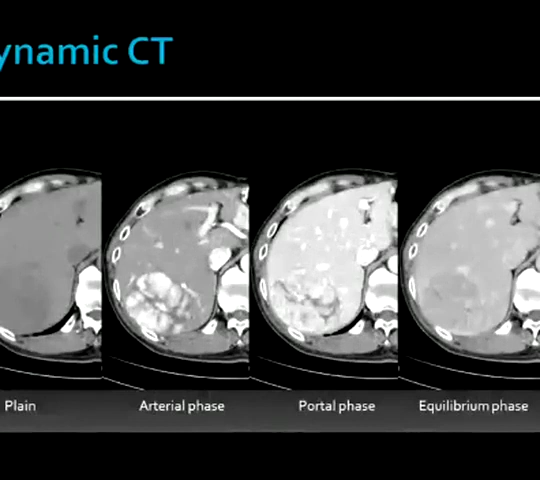 ynamic CT
Plain
Arterial phase
Portal phase
Equilibrium phase